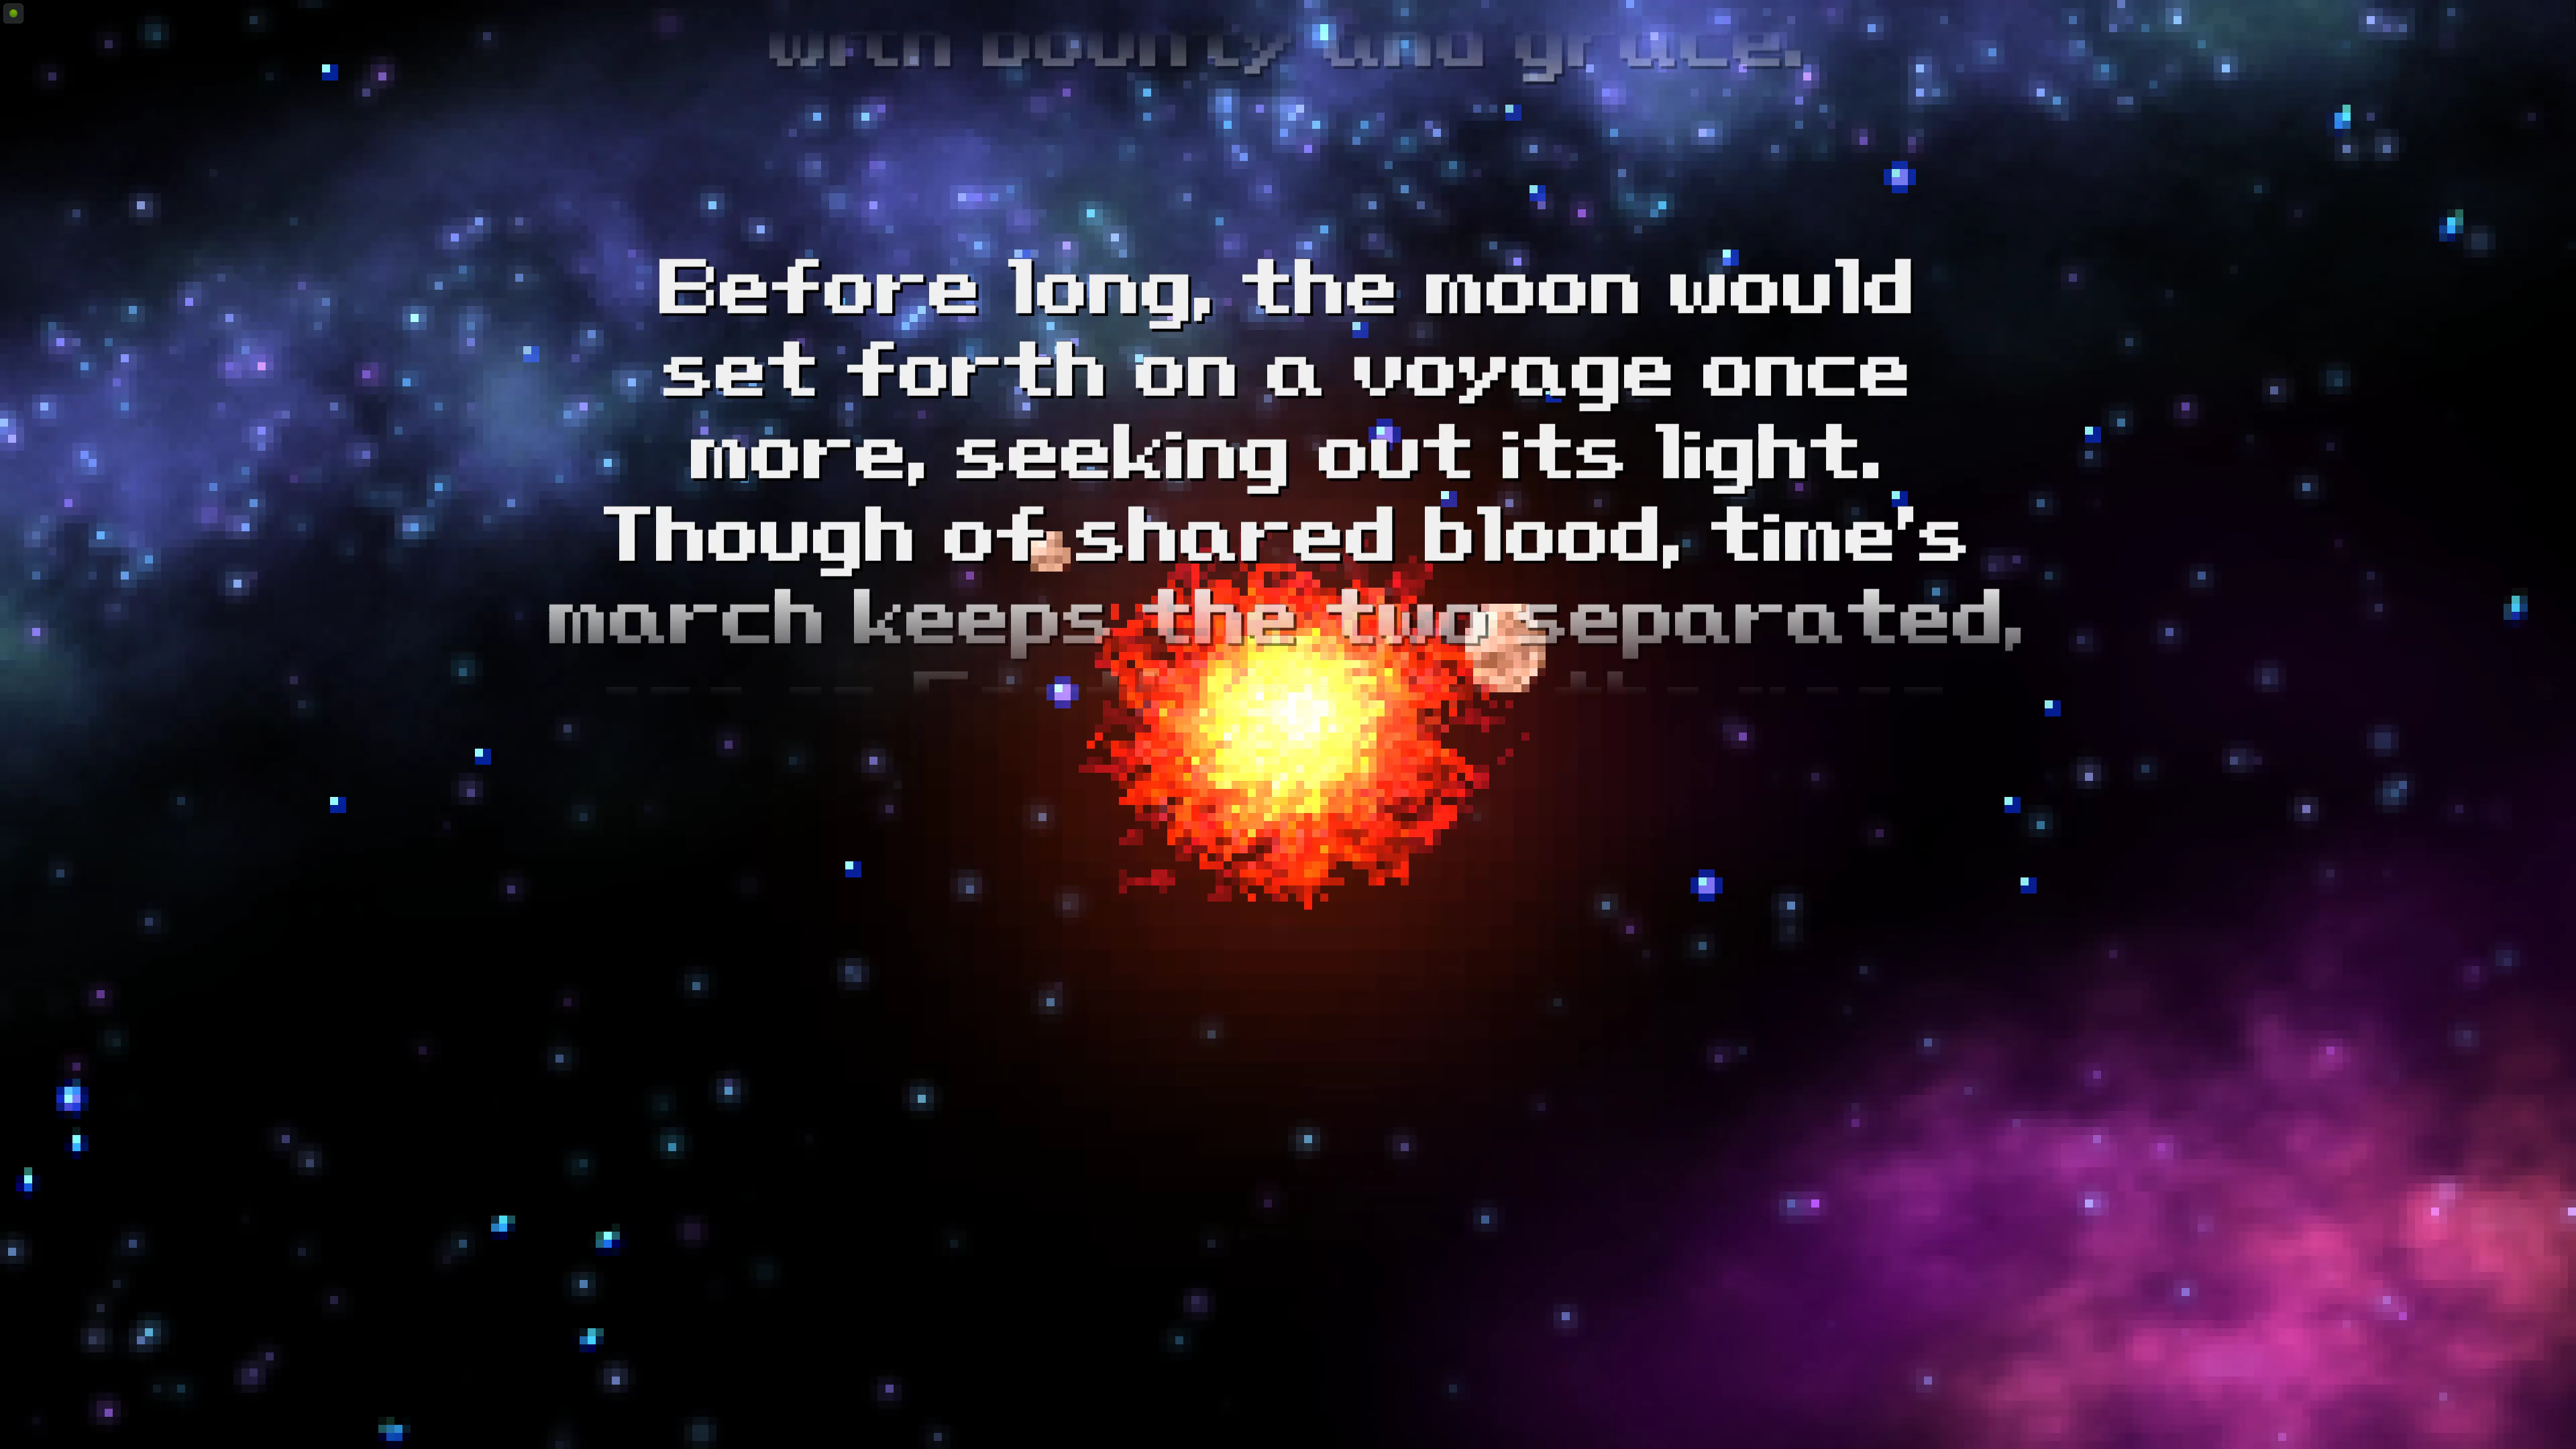 with bounty and grace.
Before long, the moon would
set forth on a voyage once
more, seeking out its light.
Though of shared blood, time's
march keeps the two separated,